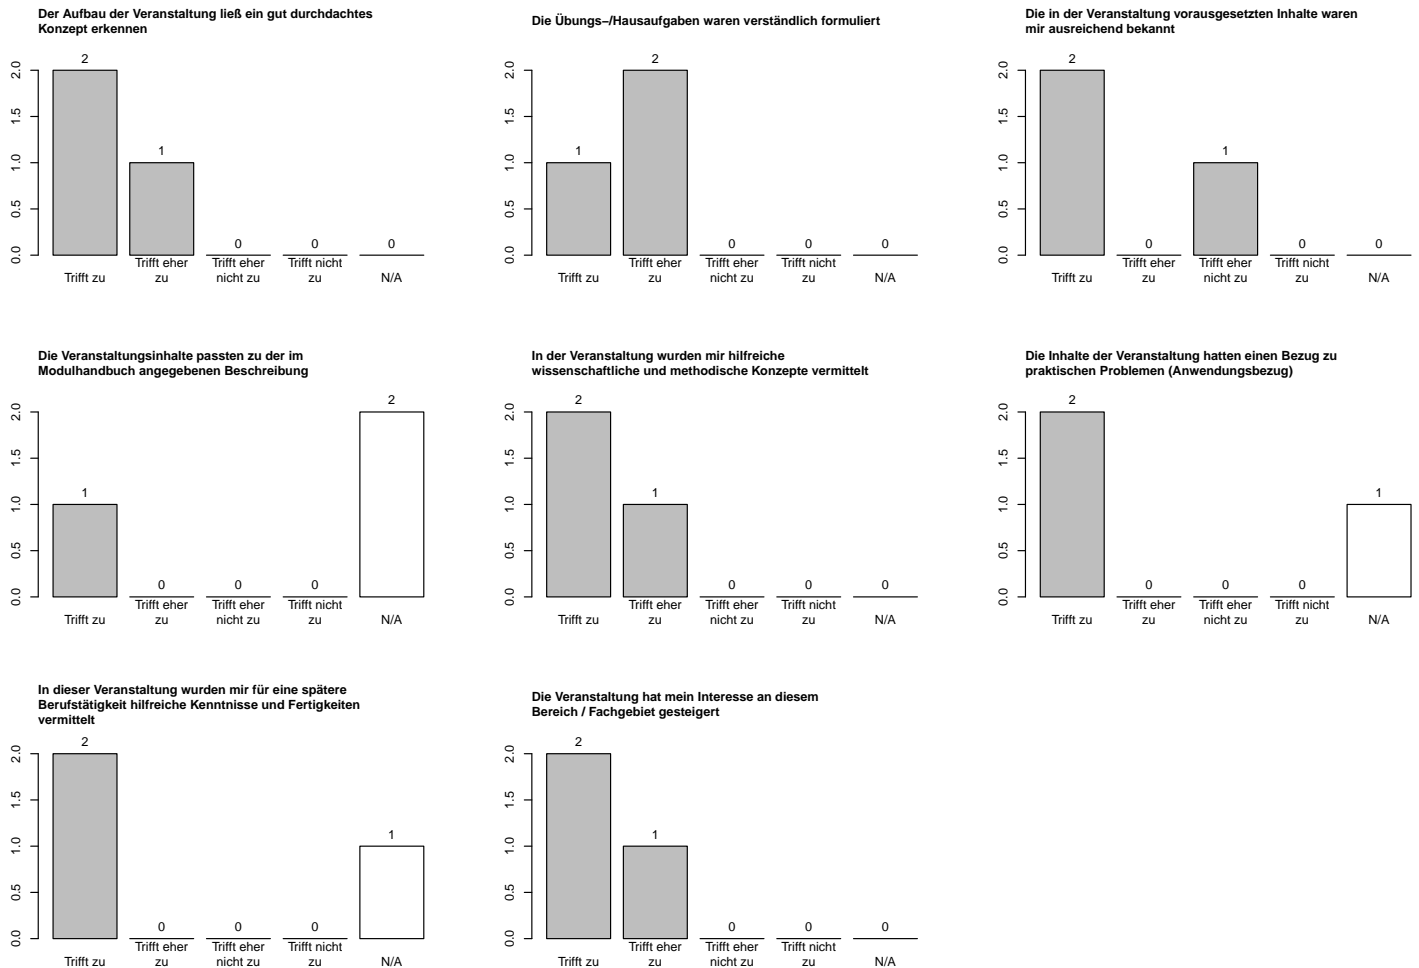 Der Aufbau der Veranstaltung ließ ein gut durchdachtes
Konzept erkennen
2
1
0
0
0
0.0
0.5
1.0
1.5
2.0
Trifft zu
Trifft eher
zu
Trifft eher
nicht zu
Trifft nicht
zu
N/A
Die Übungs−/Hausaufgaben waren verständlich formuliert
1
2
0
0
0
0.0
0.5
1.0
1.5
2.0
Trifft zu
Trifft eher
zu
Trifft eher
nicht zu
Trifft nicht
zu
N/A
Die in der Veranstaltung vorausgesetzten Inhalte waren
mir ausreichend bekannt
2
0
1
0
0
0.0
0.5
1.0
1.5
2.0
Trifft zu
Trifft eher
zu
Trifft eher
nicht zu
Trifft nicht
zu
N/A
Die Veranstaltungsinhalte passten zu der im
Modulhandbuch angegebenen Beschreibung
1
0
0
0
2
0.0
0.5
1.0
1.5
2.0
Trifft zu
Trifft eher
zu
Trifft eher
nicht zu
Trifft nicht
zu
N/A
In der Veranstaltung wurden mir hilfreiche
wissenschaftliche und methodische Konzepte vermittelt
2
1
0
0
0
0.0
0.5
1.0
1.5
2.0
Trifft zu
Trifft eher
zu
Trifft eher
nicht zu
Trifft nicht
zu
N/A
Die Inhalte der Veranstaltung hatten einen Bezug zu
praktischen Problemen (Anwendungsbezug)
2
0
0
0
1
0.0
0.5
1.0
1.5
2.0
Trifft zu
Trifft eher
zu
Trifft eher
nicht zu
Trifft nicht
zu
N/A
In dieser Veranstaltung wurden mir für eine spätere
Berufstätigkeit hilfreiche Kenntnisse und Fertigkeiten
vermittelt
2
0
0
0
1
0.0
0.5
1.0
1.5
2.0
Trifft zu
Trifft eher
zu
Trifft eher
nicht zu
Trifft nicht
zu
N/A
Die Veranstaltung hat mein Interesse an diesem
Bereich / Fachgebiet gesteigert
2
1
0
0
0
0.0
0.5
1.0
1.5
2.0
Trifft zu
Trifft eher
zu
Trifft eher
nicht zu
Trifft nicht
zu
N/A